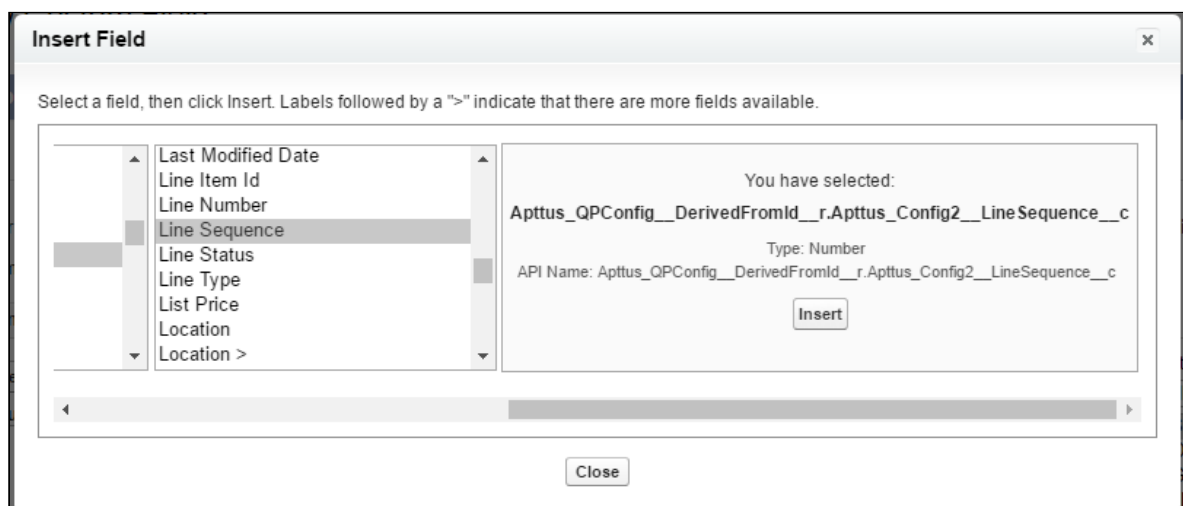 Insert Field
x
Select a field, then click Insert. Labels followed by a ">" indicate that there are more fields available.
Last Modified Date
Line Item Id
Line Number
Line Sequence
Line Status
Line Type
List Price
Location
Location >
You have selected:
Apttus_QPConfig__DerivedFromId__r.Apttus_Config2__LineSequence__c
Type: Number
API Name: Apttus_QPConfig__DerivedFromId__r.Apttus_Config2__LineSequence__c
Insert
Close